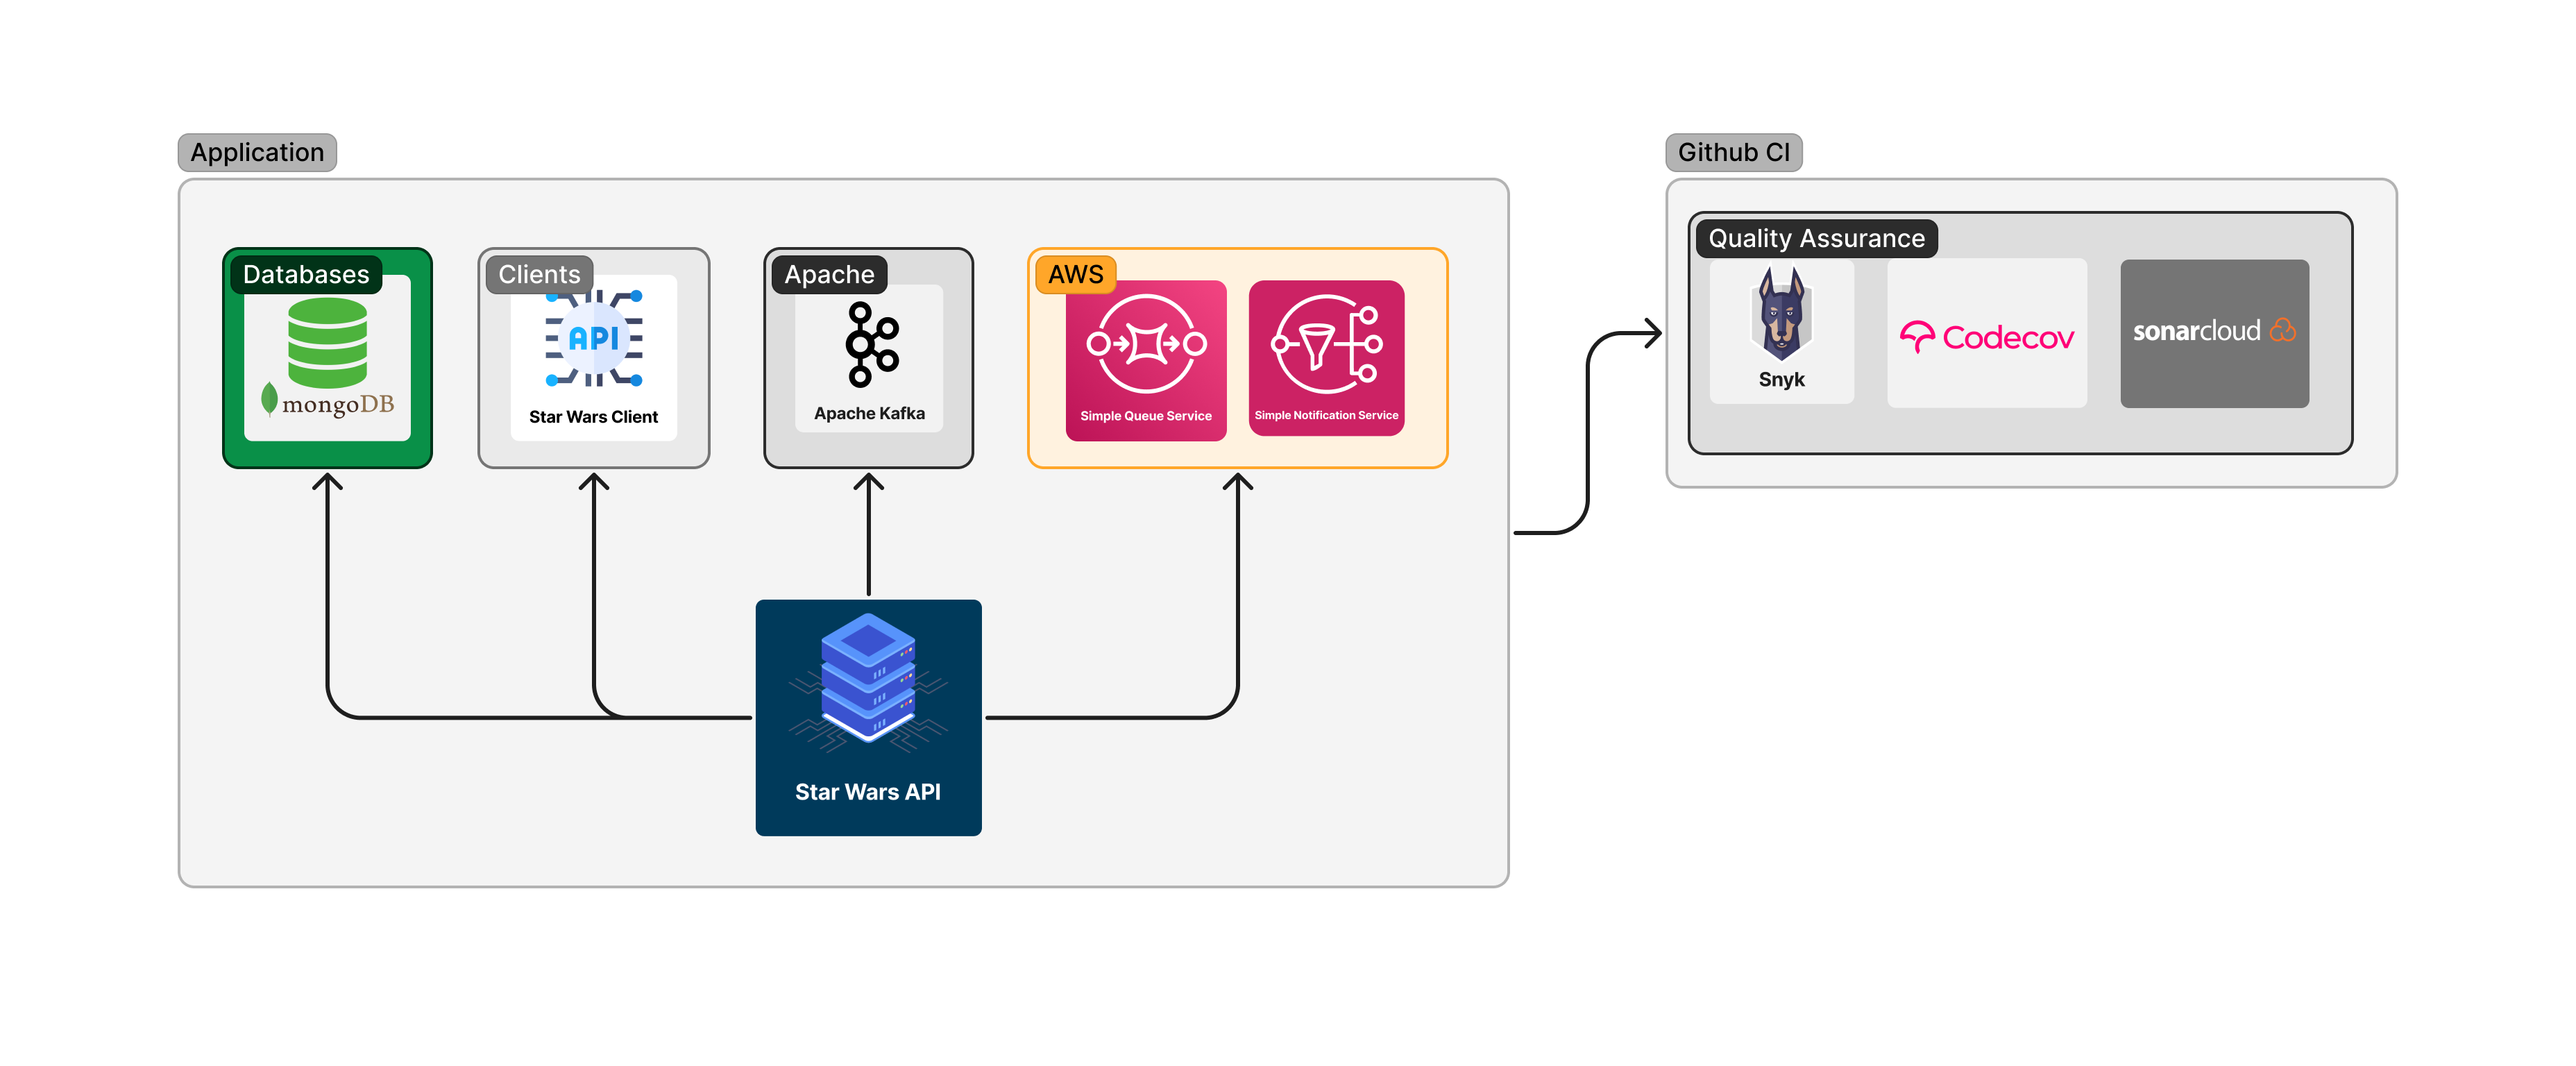 Application
Databases
mongoDB
Clients
API
Star Wars Client
Apache
Apache Kafka
AWS
Simple Queue Service
Simple Notification Service
Star Wars API
Github CI
Quality Assurance
Snyk
Codecov
sonarcloud